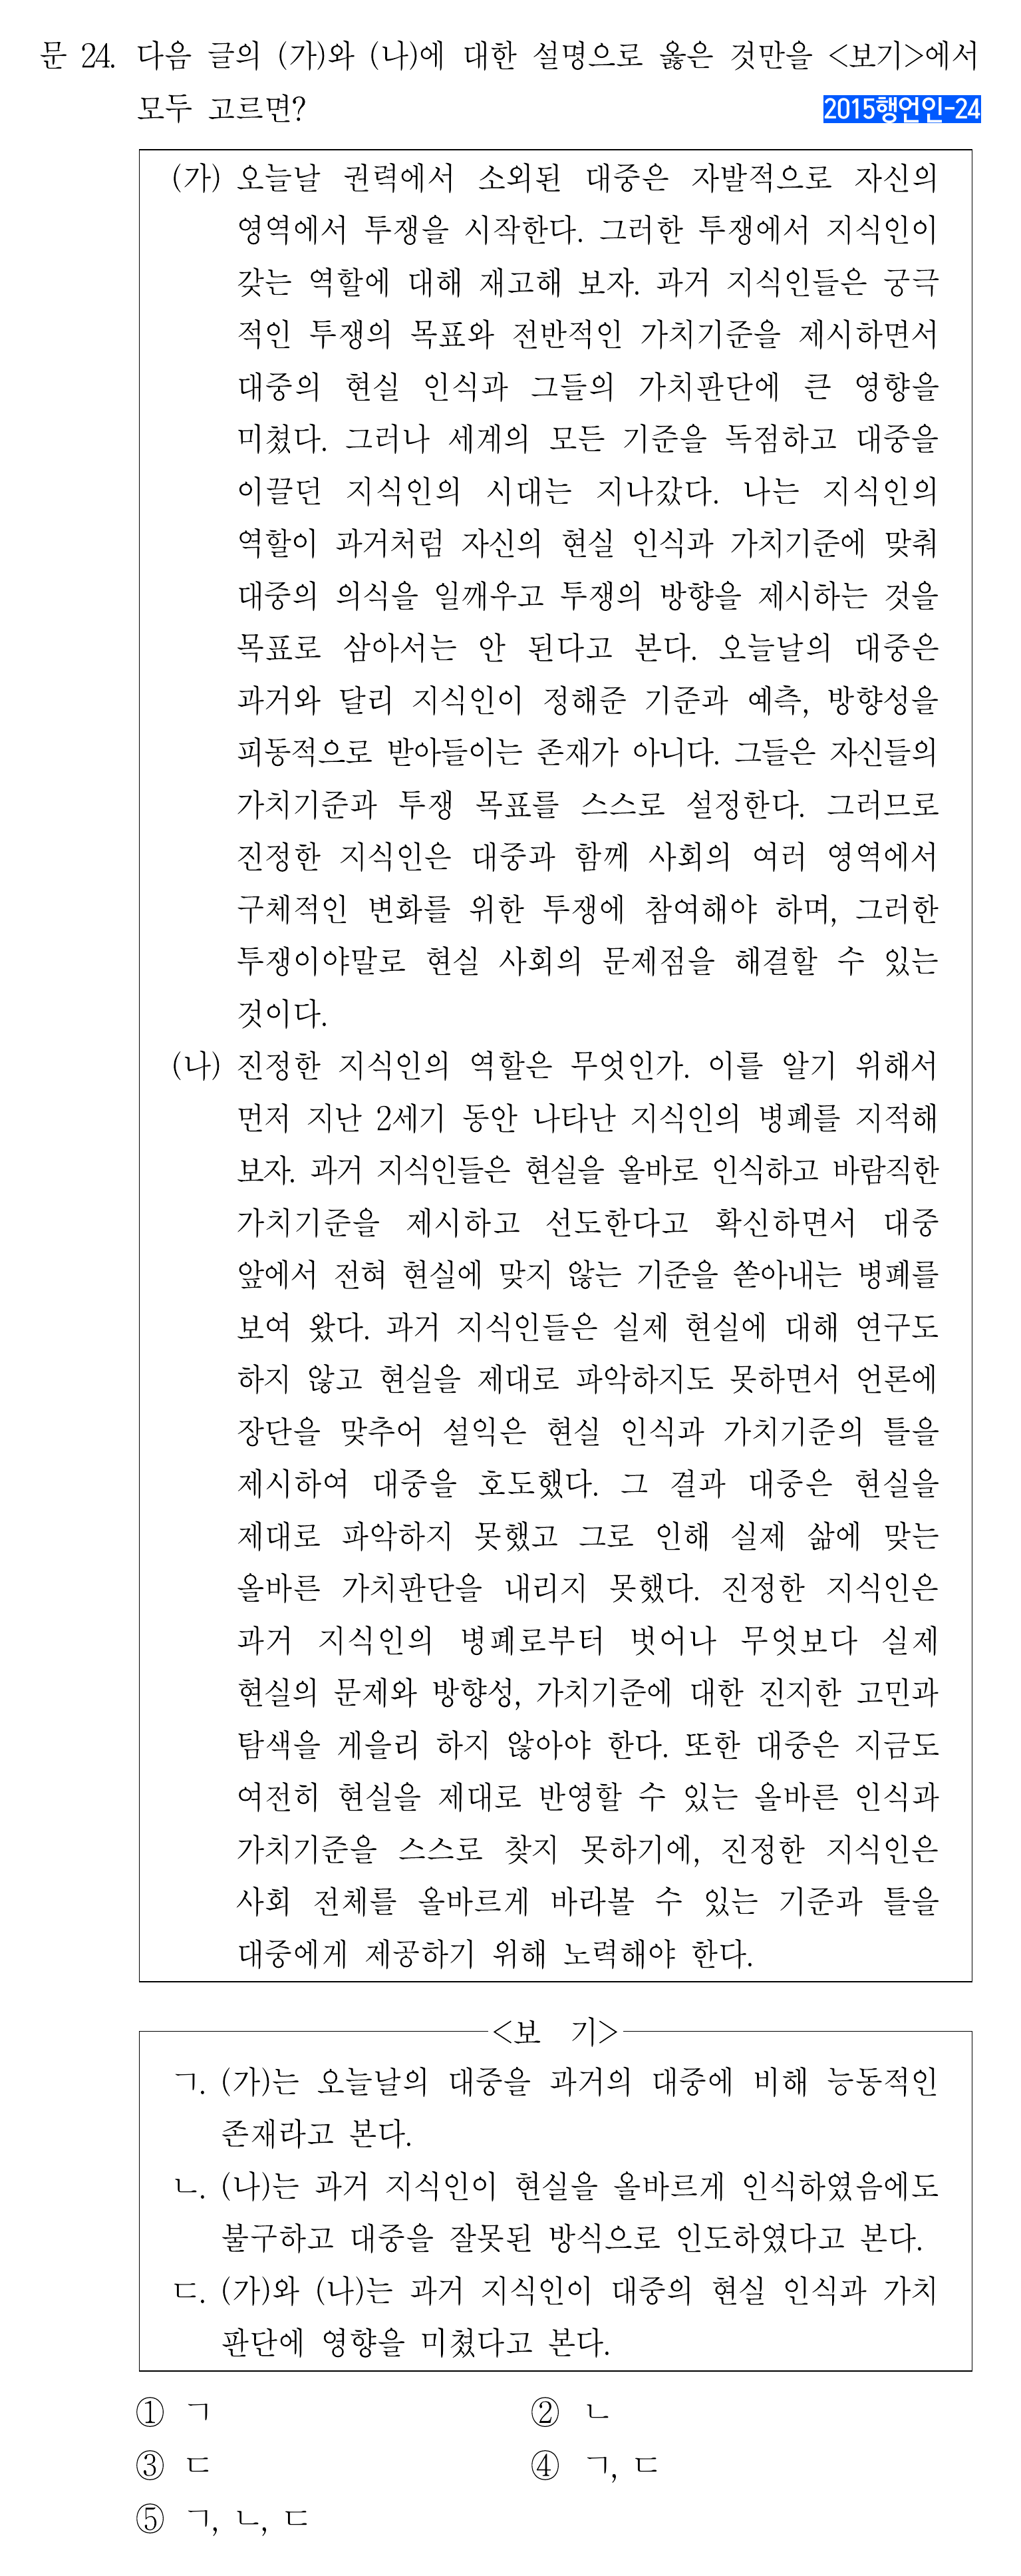 문 24. 다음 글의 (가)와 (나)에 대한 설명으로 옳은 것만을 <보기>에서
모두 고르면?
2015행언인-24
(가) 오늘날 권력에서 소외된 대중은 자발적으로 자신의
영역에서 투쟁을 시작한다. 그러한 투쟁에서 지식인이
갖는 역할에 대해 재고해 보자. 과거 지식인들은 궁극
적인 투쟁의 목표와 전반적인 가치기준을 제시하면서
대중의 현실 인식과 그들의 가치판단에 큰 영향을
미쳤다. 그러나 세계의 모든 기준을 독점하고 대중을
이끌던 지식인의 시대는 지나갔다. 나는 지식인의
역할이 과거처럼 자신의 현실 인식과 가치기준에 맞춰
대중의 의식을 일깨우고 투쟁의 방향을 제시하는 것을
목표로 삼아서는 안 된다고 본다. 오늘날의 대중은
과거와 달리 지식인이 정해준 기준과 예측, 방향성을
피동적으로 받아들이는 존재가 아니다. 그들은 자신들의
가치기준과 투쟁 목표를 스스로 설정한다. 그러므로
진정한 지식인은 대중과 함께 사회의 여러 영역에서
구체적인 변화를 위한 투쟁에 참여해야 하며, 그러한
투쟁이야말로 현실 사회의 문제점을 해결할 수 있는
것이다.
(나) 진정한 지식인의 역할은 무엇인가. 이를 알기 위해서
먼저 지난 2세기 동안 나타난 지식인의 병폐를 지적해
보자. 과거 지식인들은 현실을 올바로 인식하고 바람직한
가치기준을 제시하고 선도한다고 확신하면서 대중
앞에서 전혀 현실에 맞지 않는 기준을 쏟아내는 병폐를
보여 왔다. 과거 지식인들은 실제 현실에 대해 연구도
하지 않고 현실을 제대로 파악하지도 못하면서 언론에
장단을 맞추어 설익은 현실 인식과 가치기준의 틀을
제시하여 대중을 호도했다. 그 결과 대중은 현실을
제대로 파악하지 못했고 그로 인해 실제 삶에 맞는
올바른 가치판단을 내리지 못했다. 진정한 지식인은
과거 지식인의 병폐로부터 벗어나 무엇보다 실제
현실의 문제와 방향성, 가치기준에 대한 진지한 고민과
탐색을 게을리 하지 않아야 한다. 또한 대중은 지금도
여전히 현실을 제대로 반영할 수 있는 올바른 인식과
가치기준을 스스로 찾지 못하기에, 진정한 지식인은
사회 전체를 올바르게 바라볼 수 있는 기준과 틀을
대중에게 제공하기 위해 노력해야 한다.
<보 기>
ㄱ. (가)는 오늘날의 대중을 과거의 대중에 비해 능동적인
존재라고 본다.
ㄴ. (나)는 과거 지식인이 현실을 올바르게 인식하였음에도
불구하고 대중을 잘못된 방식으로 인도하였다고 본다.
ㄷ. (가)와 (나)는 과거 지식인이 대중의 현실 인식과 가치
판단에 영향을 미쳤다고 본다.
① ㄱ ② ㄴ
③ ㄷ ④ ㄱ, ㄷ
⑤ ㄱ, ㄴ, ㄷ